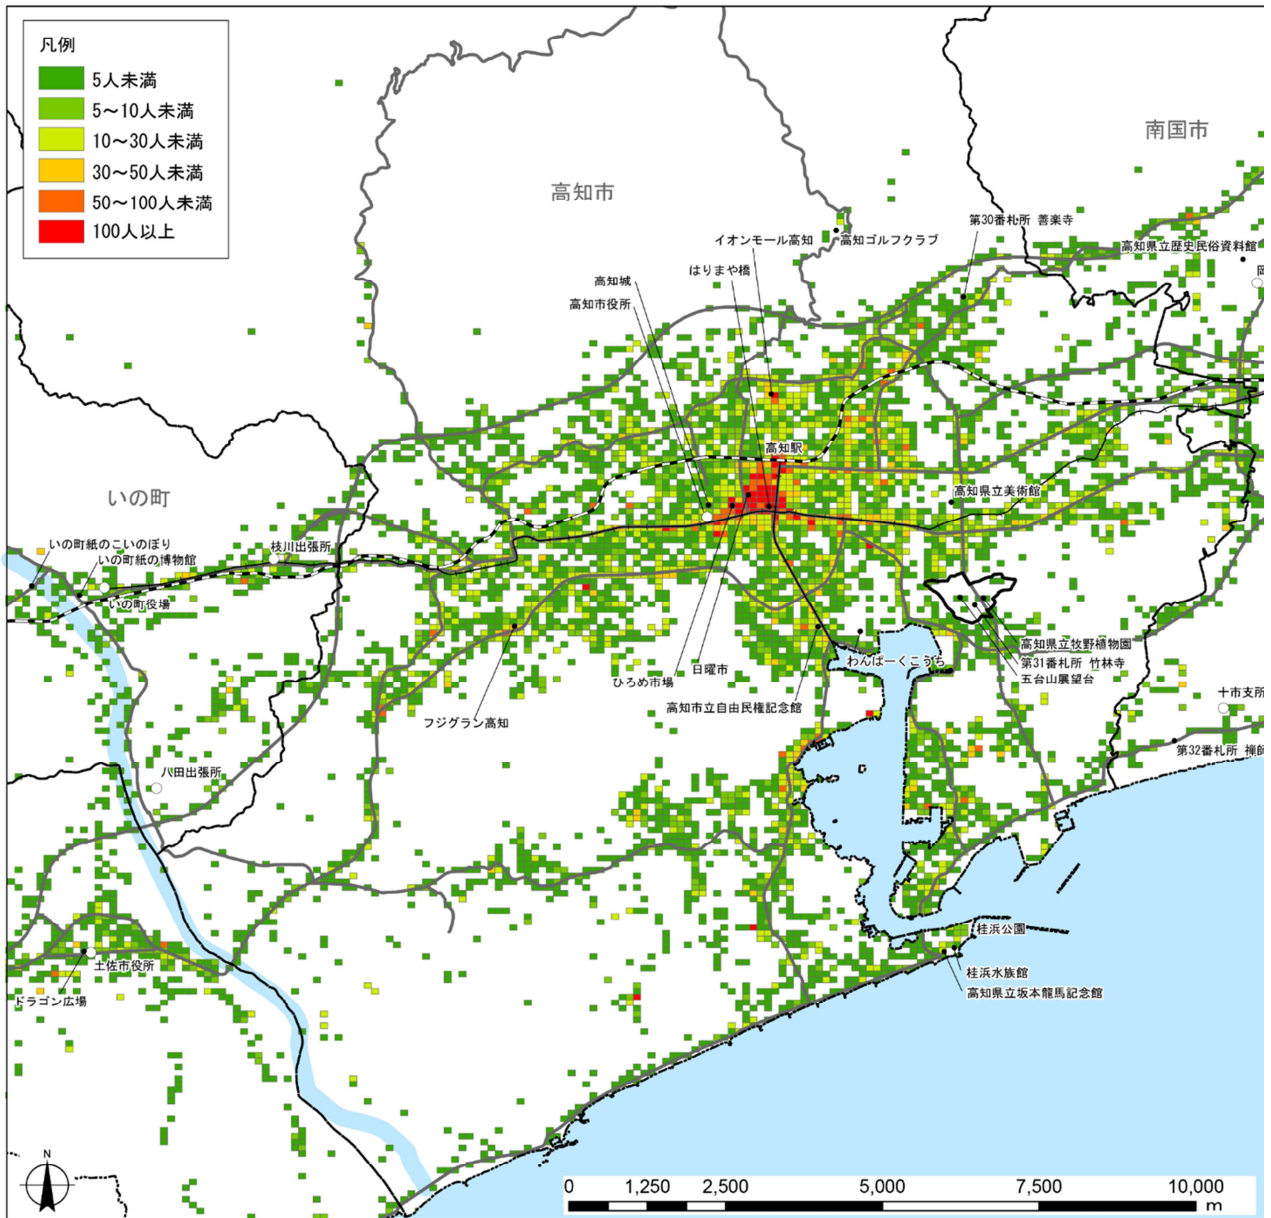 凡例
5人未満
5～10人未満
10～30人未満
30～50人未満
50～100人未満
100人以上
南国市
高知市
第30番札所 善楽寺
イオンモール高知
高知ゴルフクラブ
高知県立歴史民俗資料館
はりまや橋
岡
高知城
高知市役所
高知駅
いの町
高知県立美術館
いの町紙のこいのぼり
枝川出張所
いの町紙の博物館
いの町役場
高知県立牧野植物園
わんぱーくこうち
第31番札所 竹林寺
日曜市
五台山展望台
ひろめ市場
十市支所
高知市立自由民権記念館
フジグラン高知
第32番札所 禅師
八田出張所
桂浜公園
土佐市役所
桂浜水族館
高知県立坂本龍馬記念館
ドラゴン広場
N
0 1,250 2,500 5,000 7,500 10,000
m